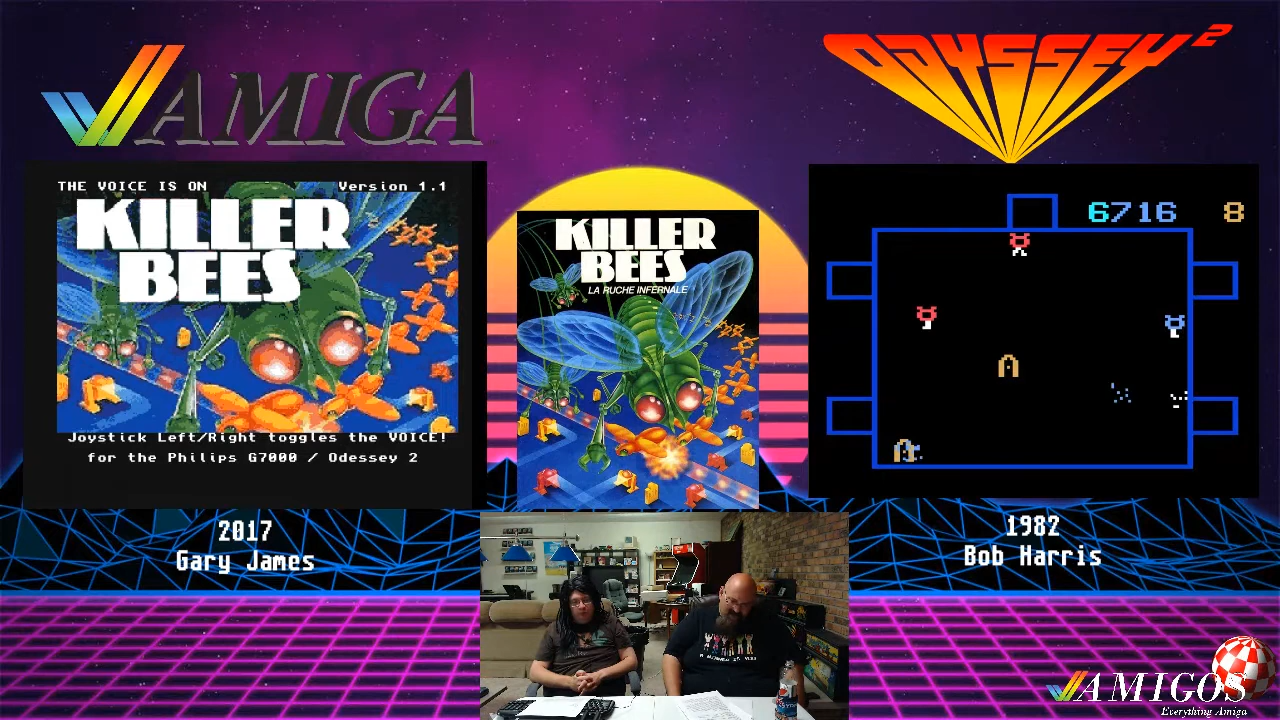 AMIGA
ODYSSEY²
THE VOICE IS ON
Version 1.1
KILLER
BEES
Joystick Left/Right toggles the VOICE!
for the Philips G7000 / Odessey 2
KILLER
BEES
LA RUCHE INFERNALE
6716
8
2017
Gary James
1982
Bob Harris
AMIGOS
Everything Amiga